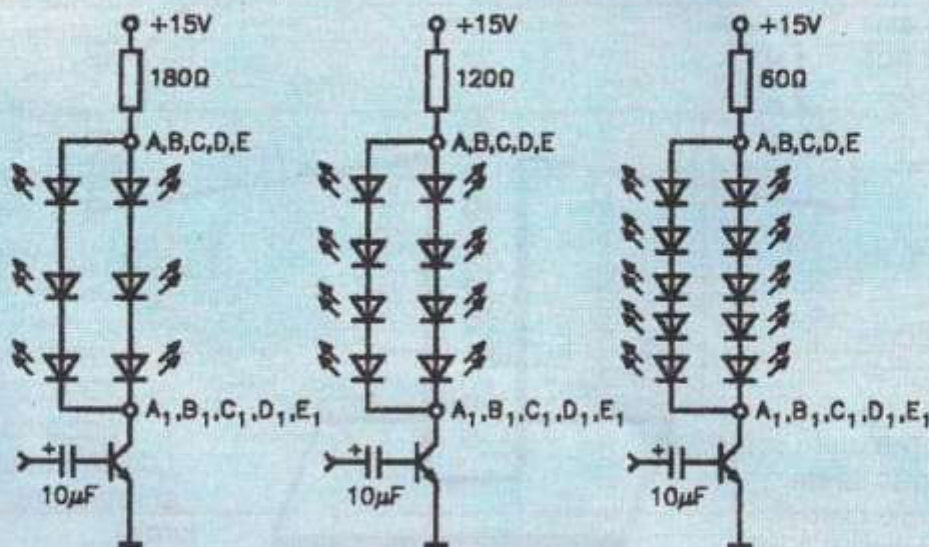 +15V
180Ω
A,B,C,D,E
A1,B1,C1,D1,E1
+
10μF
+15V
120Ω
A,B,C,D,E
A1,B1,C1,D1,E1
+
10μF
+15V
60Ω
A,B,C,D,E
A1,B1,C1,D1,E1
+
10μF